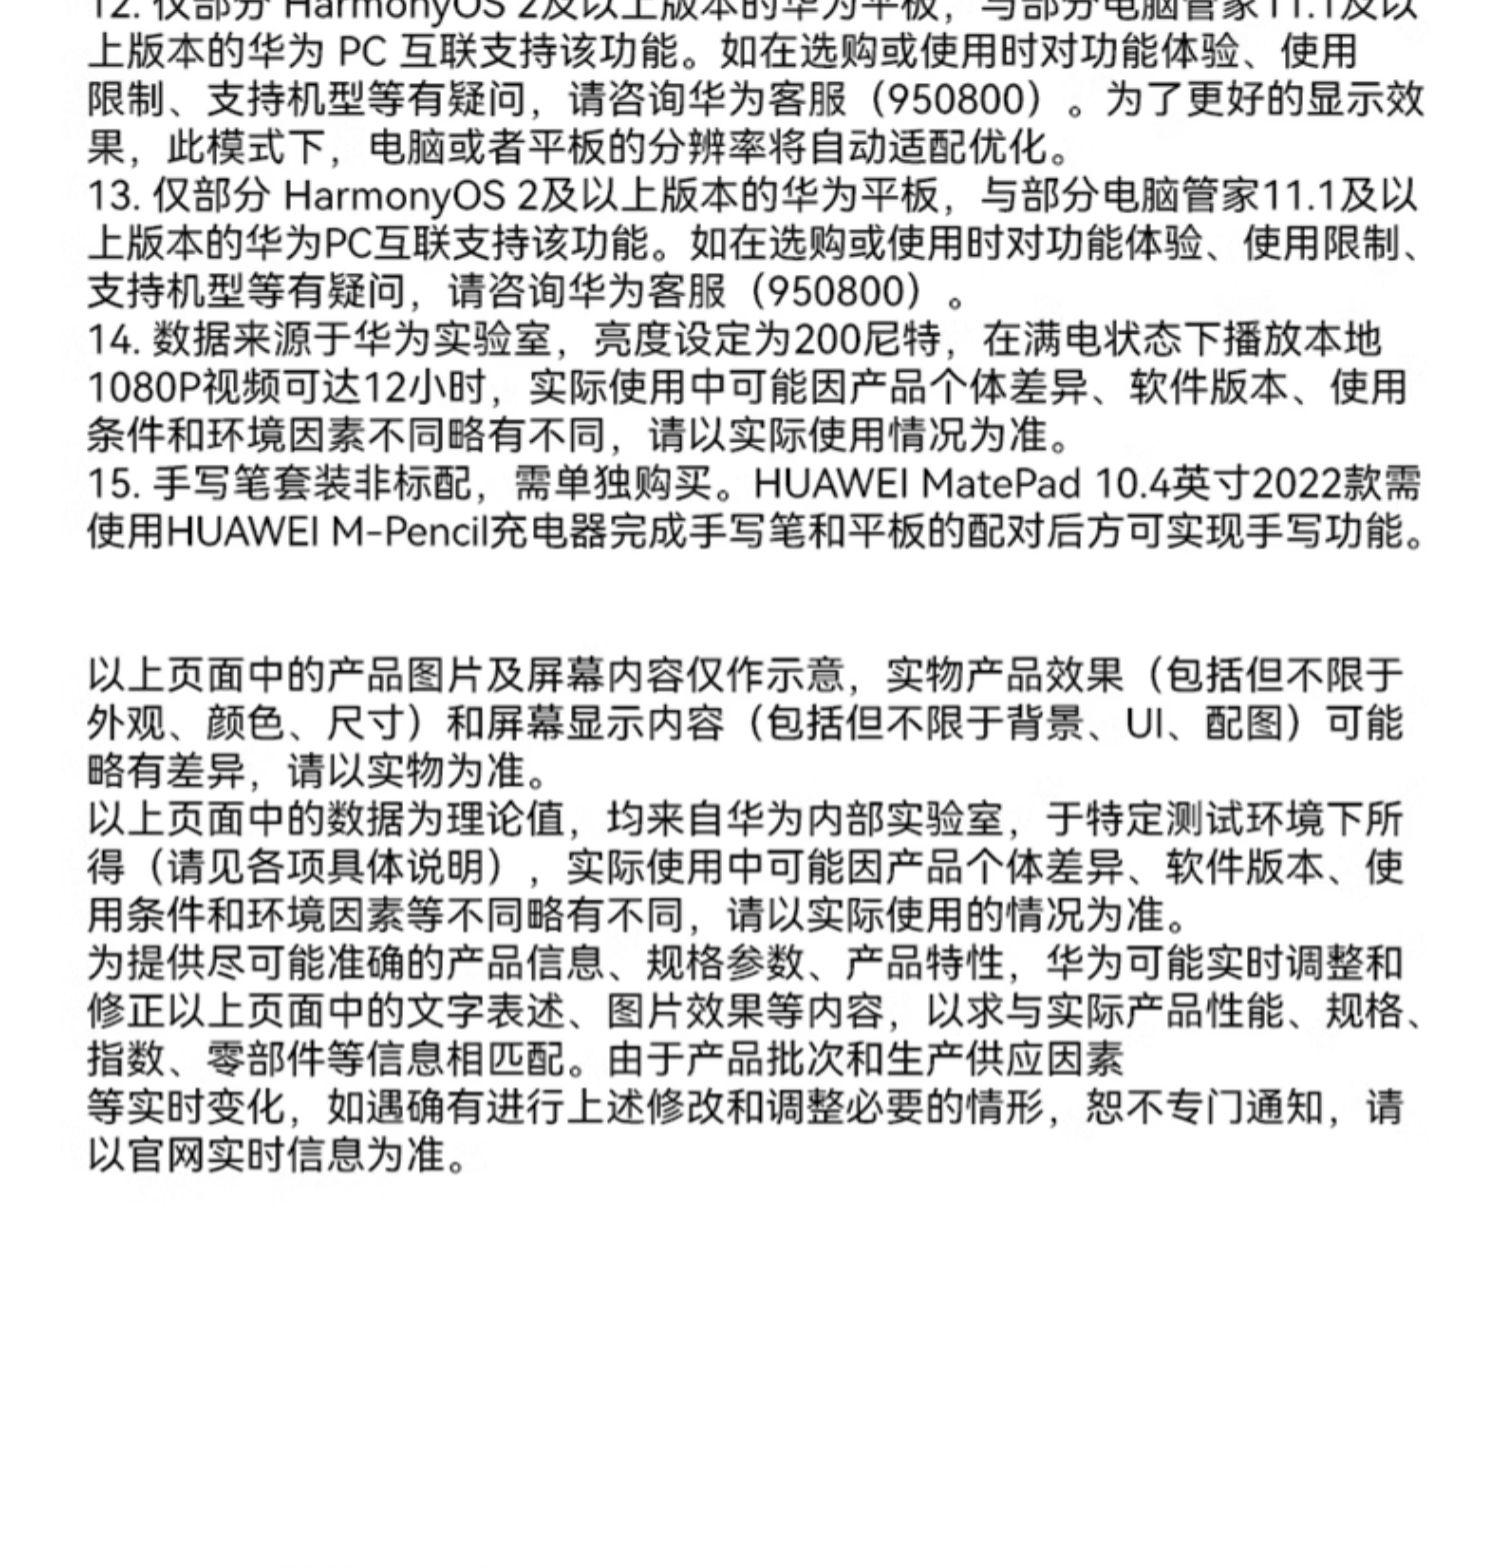 12. 仅部分 HarmonyOS 2及以上版本的华为平板，与部分电脑管家11.1及以
上版本的华为 PC 互联支持该功能。如在选购或使用时对功能体验、使用
限制、支持机型等有疑问，请咨询华为客服（950800）。为了更好的显示效
果，此模式下，电脑或者平板的分辨率将自动适配优化。
13. 仅部分 HarmonyOS 2及以上版本的华为平板，与部分电脑管家11.1及以
上版本的华为PC互联支持该功能。如在选购或使用时对功能体验、使用限制、
支持机型等有疑问，请咨询华为客服（950800）。
14. 数据来源于华为实验室，亮度设定为200尼特，在满电状态下播放本地
1080P视频可达12小时，实际使用中可能因产品个体差异、软件版本、使用
条件和环境因素不同略有不同，请以实际使用情况为准。
15. 手写笔套装非标配，需单独购买。HUAWEI MatePad 10.4英寸2022款需
使用HUAWEI M-Pencil充电器完成手写笔和平板的配对后方可实现手写功能。
以上页面中的产品图片及屏幕内容仅作示意，实物产品效果（包括但不限于
外观、颜色、尺寸）和屏幕显示内容（包括但不限于背景、UI、配图）可能
略有差异，请以实物为准。
以上页面中的数据为理论值，均来自华为内部实验室，于特定测试环境下所
得（请见各项具体说明），实际使用中可能因产品个体差异、软件版本、使
用条件和环境因素等不同略有不同，请以实际使用的情况为准。
为提供尽可能准确的产品信息、规格参数、产品特性，华为可能实时调整和
修正以上页面中的文字表述、图片效果等内容，以求与实际产品性能、规格、
指数、零部件等信息相匹配。由于产品批次和生产供应因素
等实时变化，如遇确有进行上述修改和调整必要的情形，恕不专门通知，请
以官网实时信息为准。